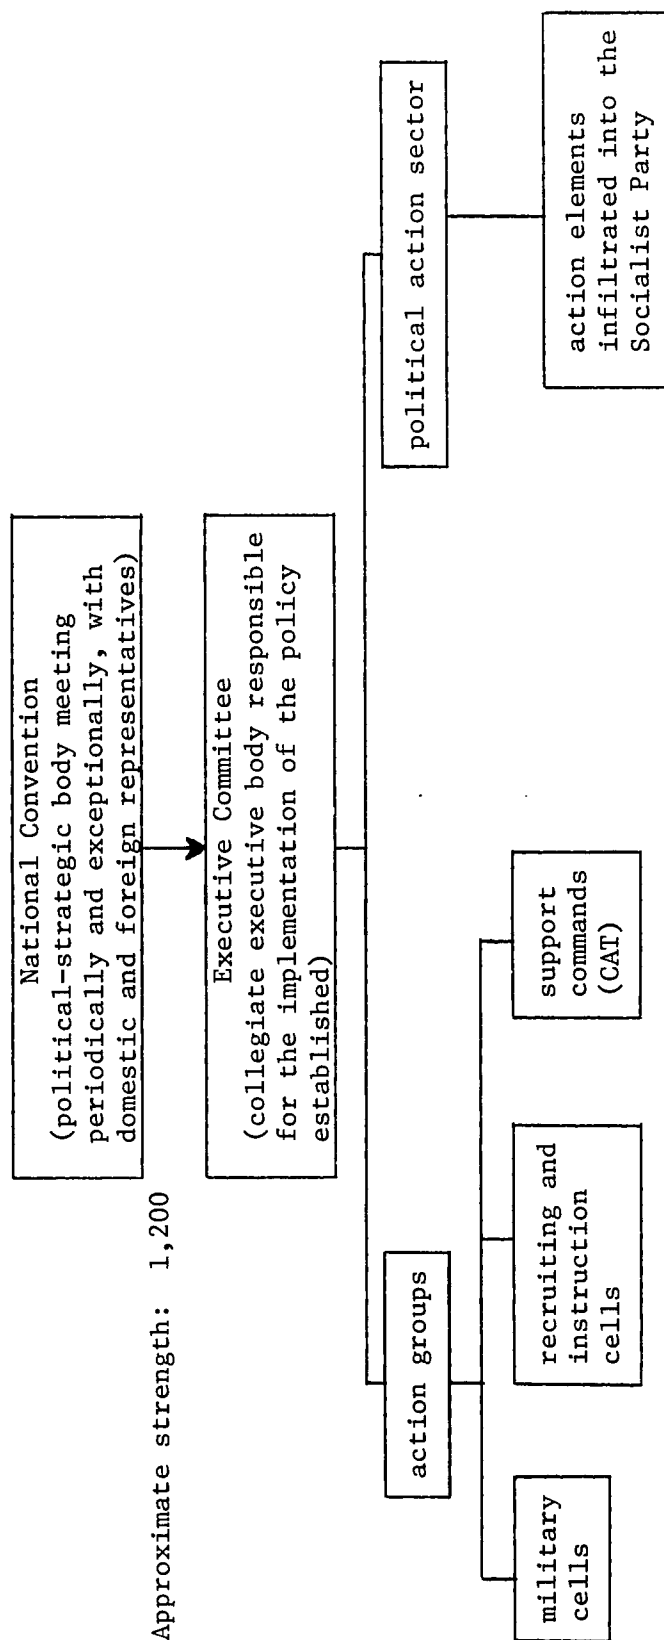 National Convention
(political-strategic body meeting
periodically and exceptionally, with
domestic and foreign representatives)
Approximate strength: 1,200
Executive Committee
(collegiate executive body responsible
for the implementation of the policy
established)
action groups
political action sector
military
cells
recruiting and
instruction
cells
support
commands
(CAT)
action elements
infiltrated into the
Socialist Party